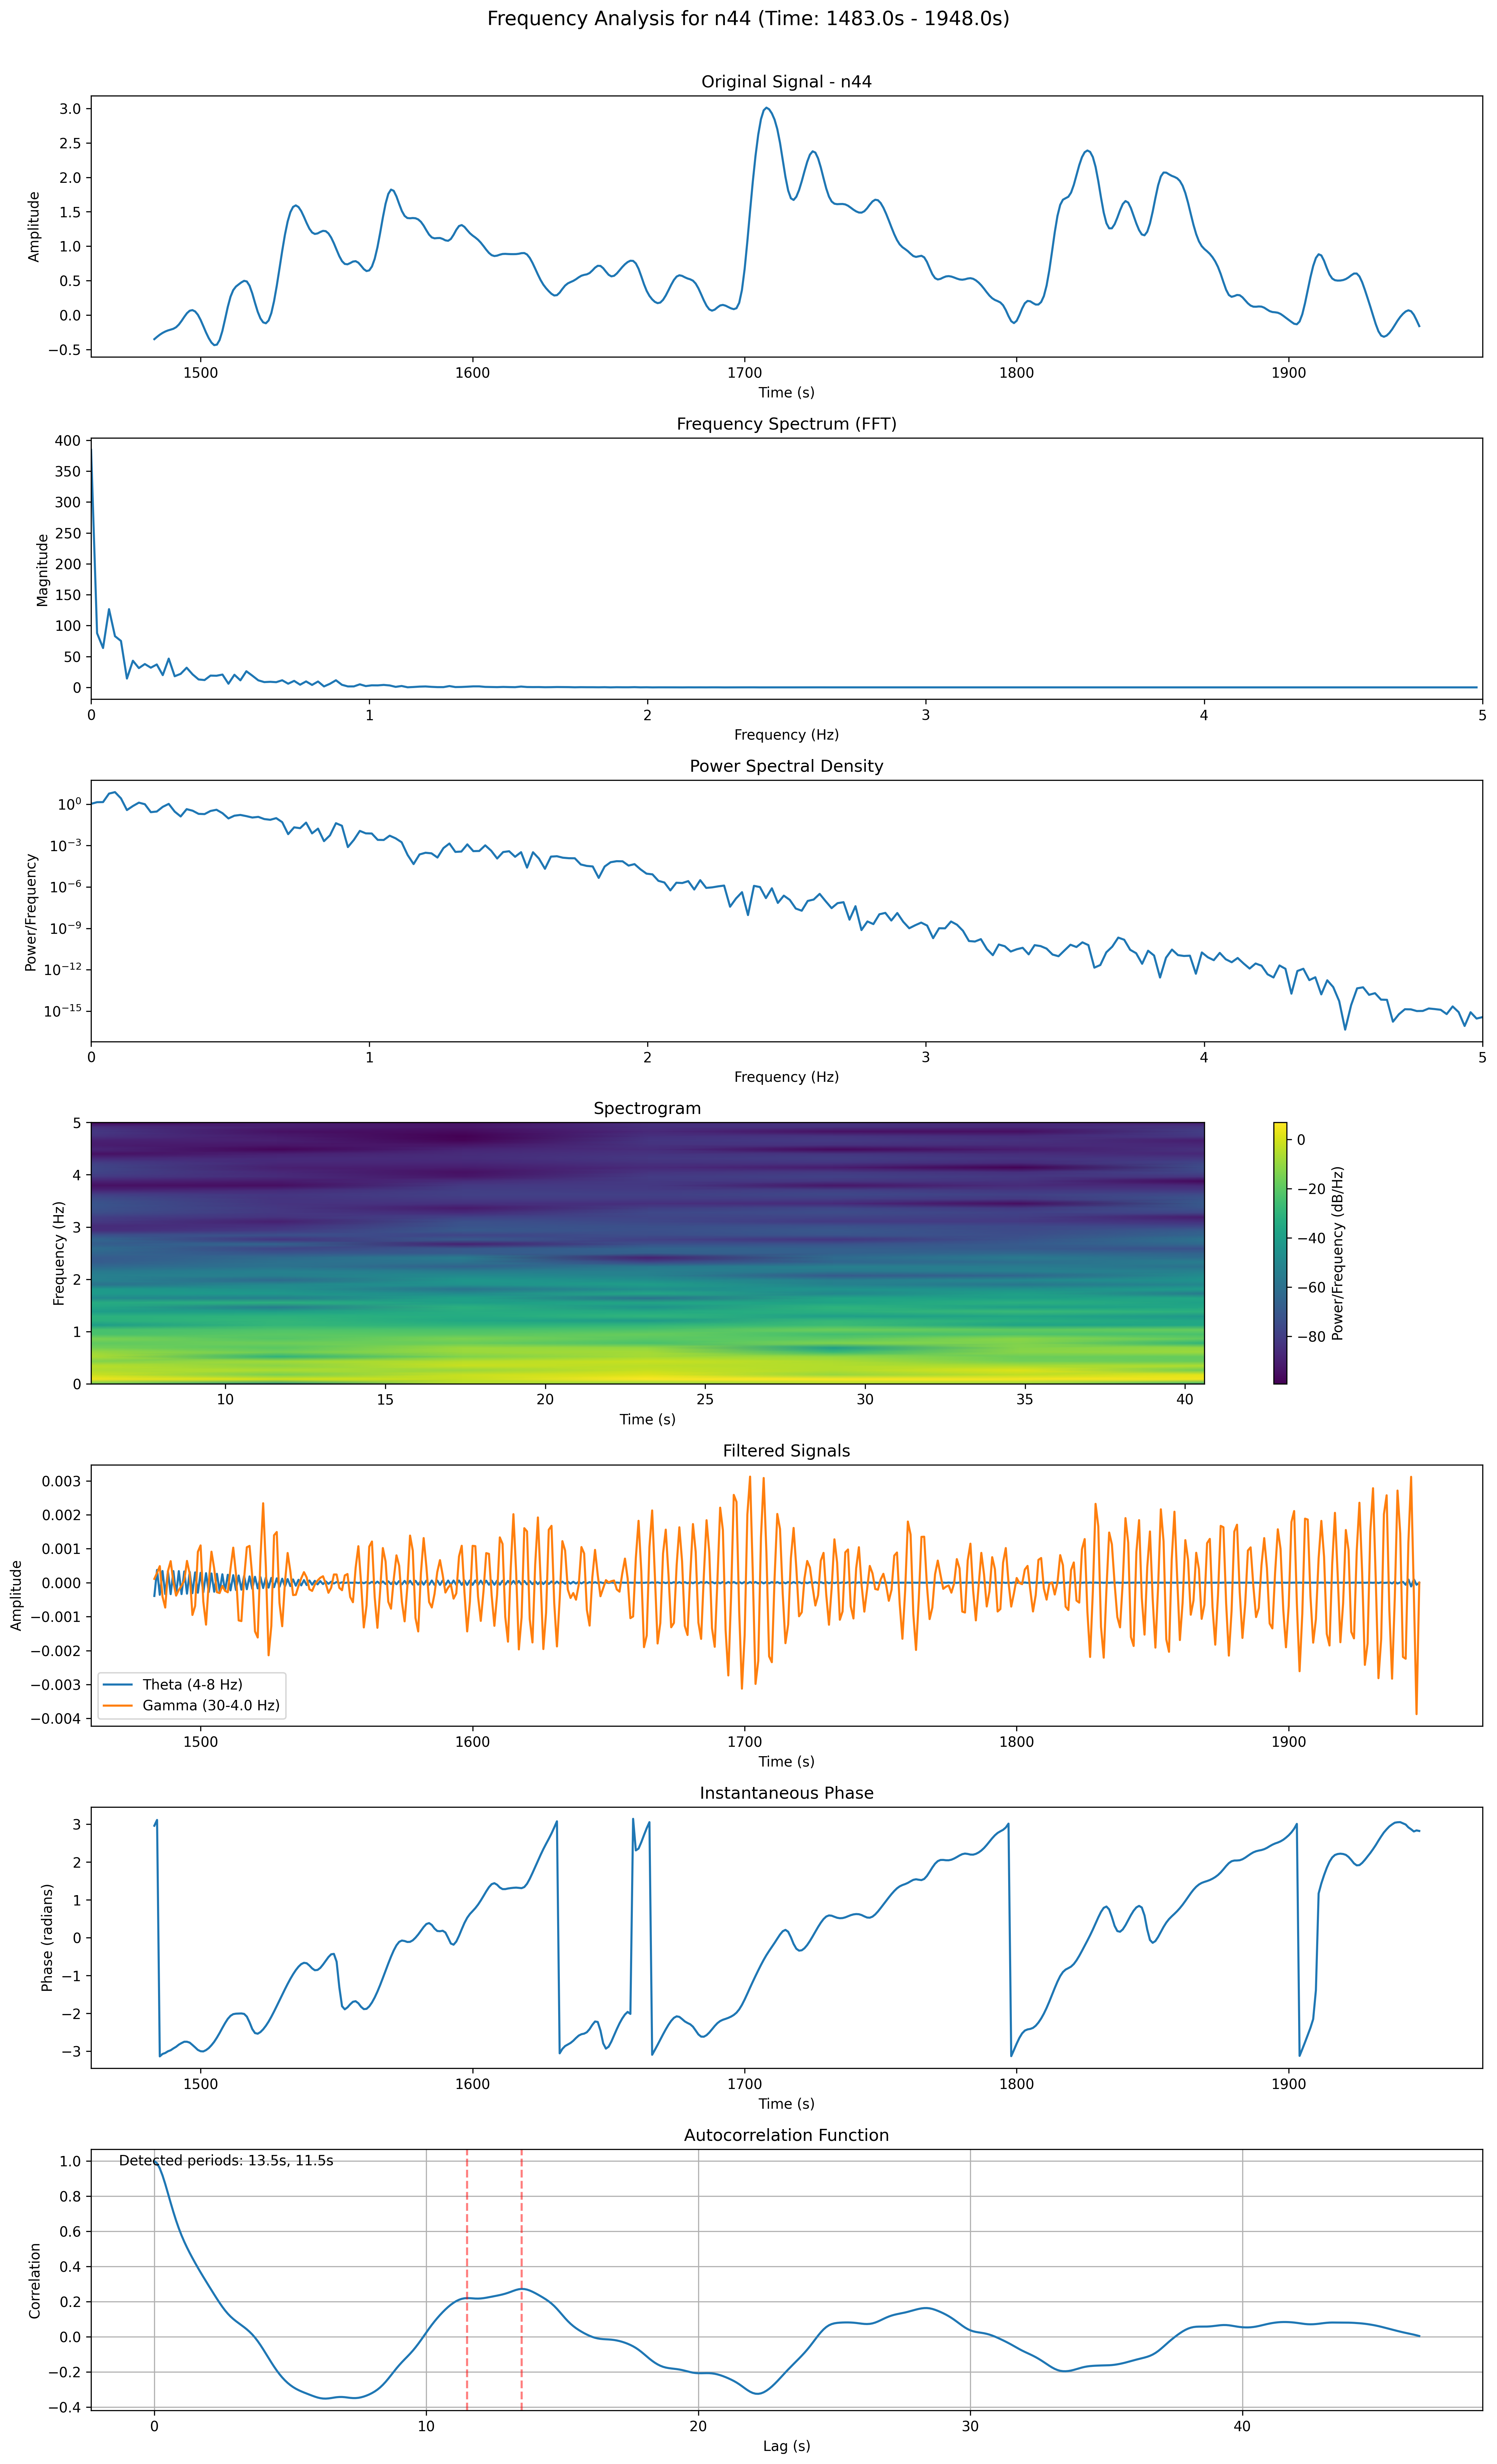 Frequency Analysis for n44 (Time: 1483.0s - 1948.0s)
Original Signal - n44
3.0
2.5
2.0
1.5
1.0
0.5
0.0
−0.5
Amplitude
1500 1600 1700 1800 1900
Time (s)
Frequency Spectrum (FFT)
400
350
300
250
200
150
100
50
0
Magnitude
0 1 2 3 4 5
Frequency (Hz)
Power Spectral Density
10⁰
10⁻³
10⁻⁶
10⁻⁹
10⁻¹²
10⁻¹⁵
Power/Frequency
0 1 2 3 4 5
Frequency (Hz)
Spectrogram
5
4
3
2
1
0
Frequency (Hz)
10 15 20 25 30 35 40
Time (s)
0
−20
−40
−60
−80
Power/Frequency (dB/Hz)
Filtered Signals
0.003
0.002
0.001
0.000
−0.001
−0.002
−0.003
−0.004
Amplitude
Theta (4-8 Hz)
Gamma (30-4.0 Hz)
1500 1600 1700 1800 1900
Time (s)
Instantaneous Phase
3
2
1
0
−1
−2
−3
Phase (radians)
1500 1600 1700 1800 1900
Time (s)
Autocorrelation Function
Detected periods: 13.5s, 11.5s
1.0
0.8
0.6
0.4
0.2
0.0
−0.2
−0.4
Correlation
0 10 20 30 40
Lag (s)